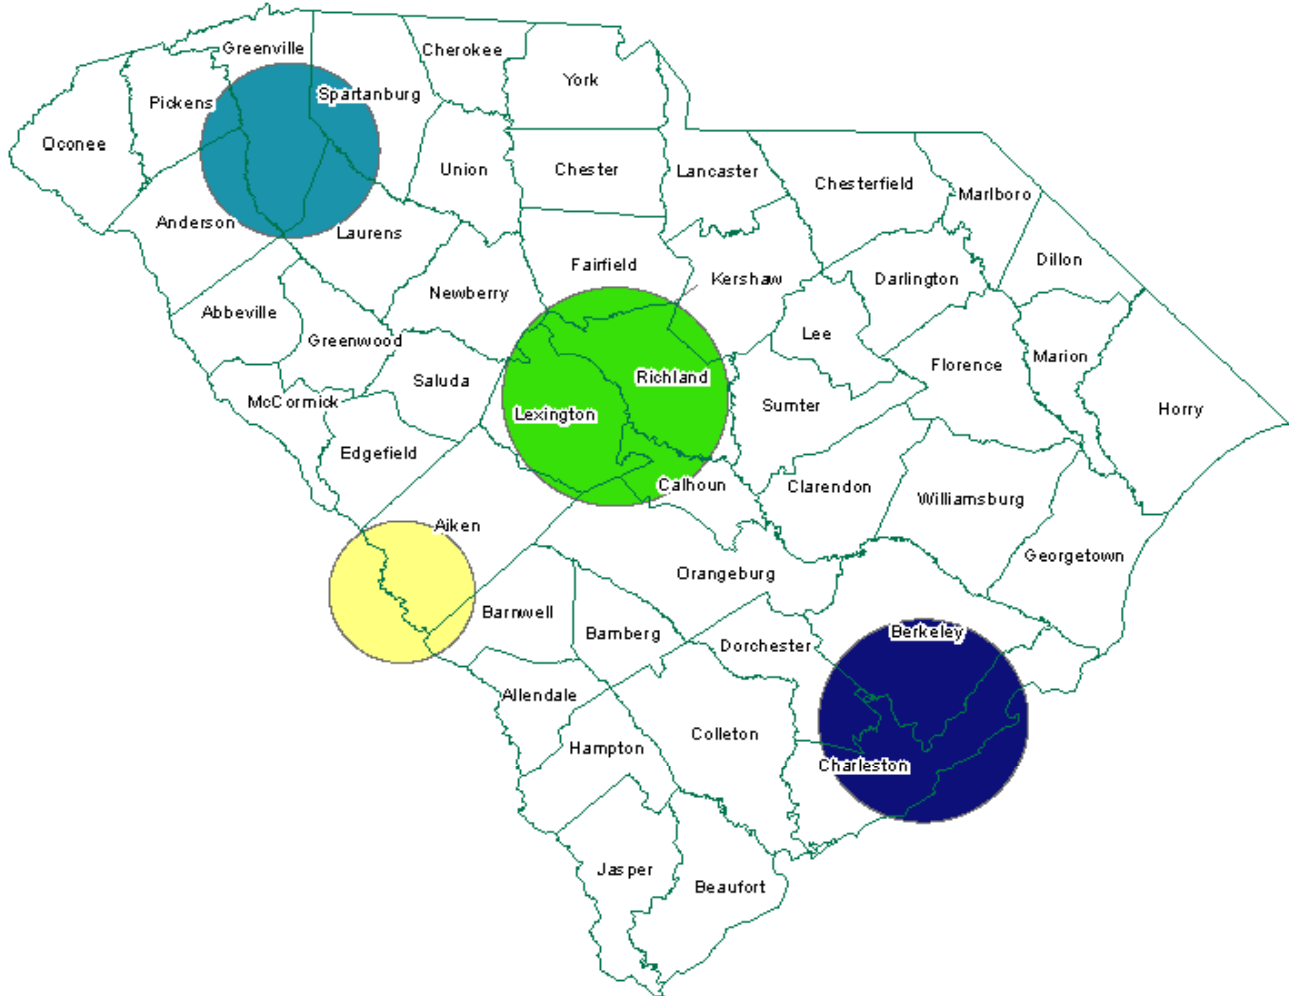 Greenville
Cherokee
York
Pickens
Spartanburg
Oconee
Union
Chester
Lancaster
Chesterfield
Marlboro
Anderson
Laurens
Fairfield
Kershaw
Darlington
Dillon
Newberry
Abbeville
Greenwood
Lee
Saluda
Richland
Florence
Marion
McCormick
Lexington
Sumter
Horry
Edgefield
Calhoun
Clarendon
Williamsburg
Aiken
Georgetown
Orangeburg
Barnwell
Bamberg
Dorchester
Berkeley
Allendale
Hampton
Colleton
Charleston
Jasper
Beaufort